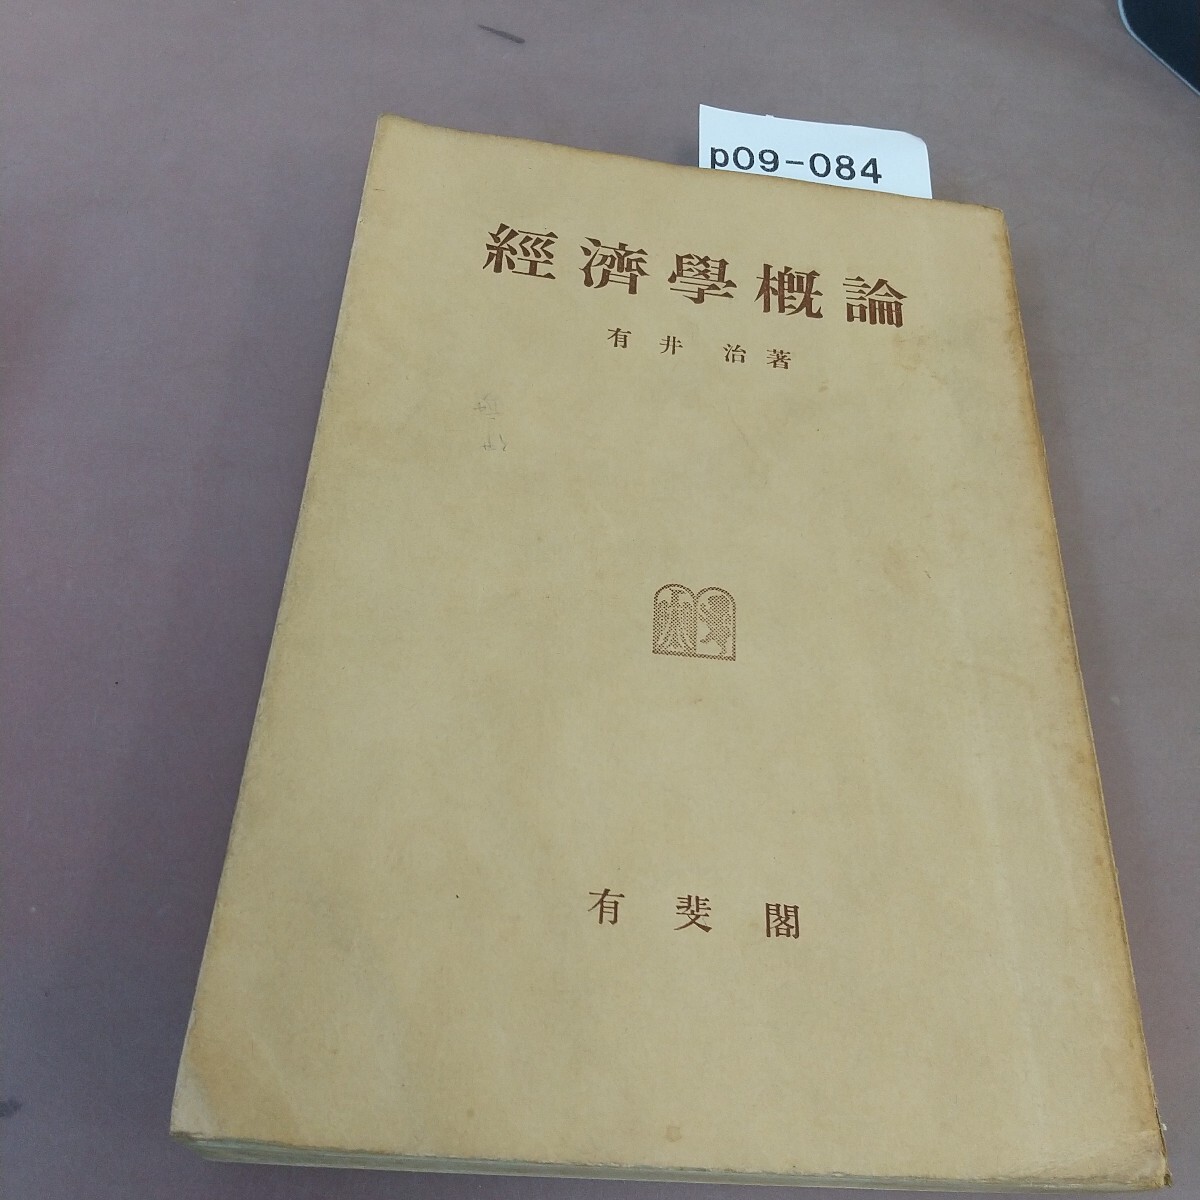 p09-084
經濟學概論
有井 治著
有斐閣